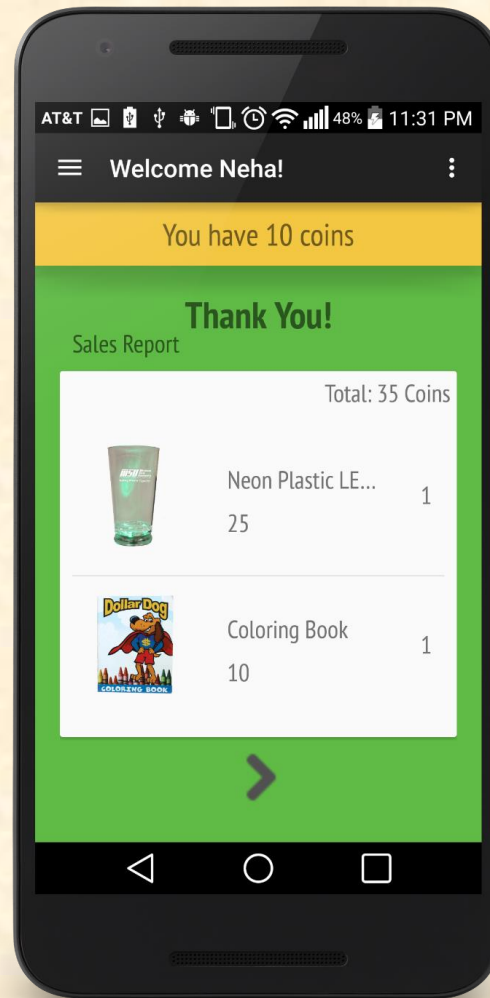 AT&T 48% 11:31 PM
Welcome Neha!
You have 10 coins
Thank You!
Sales Report
Total: 35 Coins
Neon Plastic LE...
1
25
Dollar Dog
COLORING BOOK
Coloring Book
1
10